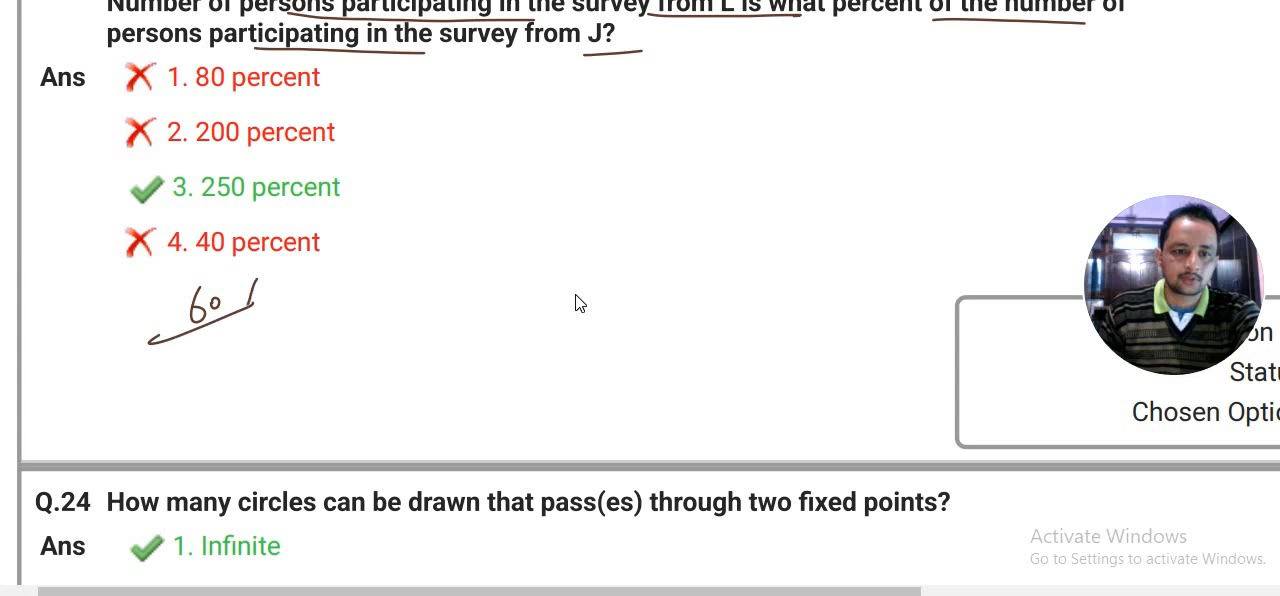 Number of persons participating in the survey from L is what percent of the number of
persons participating in the survey from J?
Ans 1. 80 percent
2. 200 percent
3. 250 percent
4. 40 percent
60
on
Statu
Chosen Optio
Q.24 How many circles can be drawn that pass(es) through two fixed points?
Ans 1. Infinite
Activate Windows
Go to Settings to activate Windows.